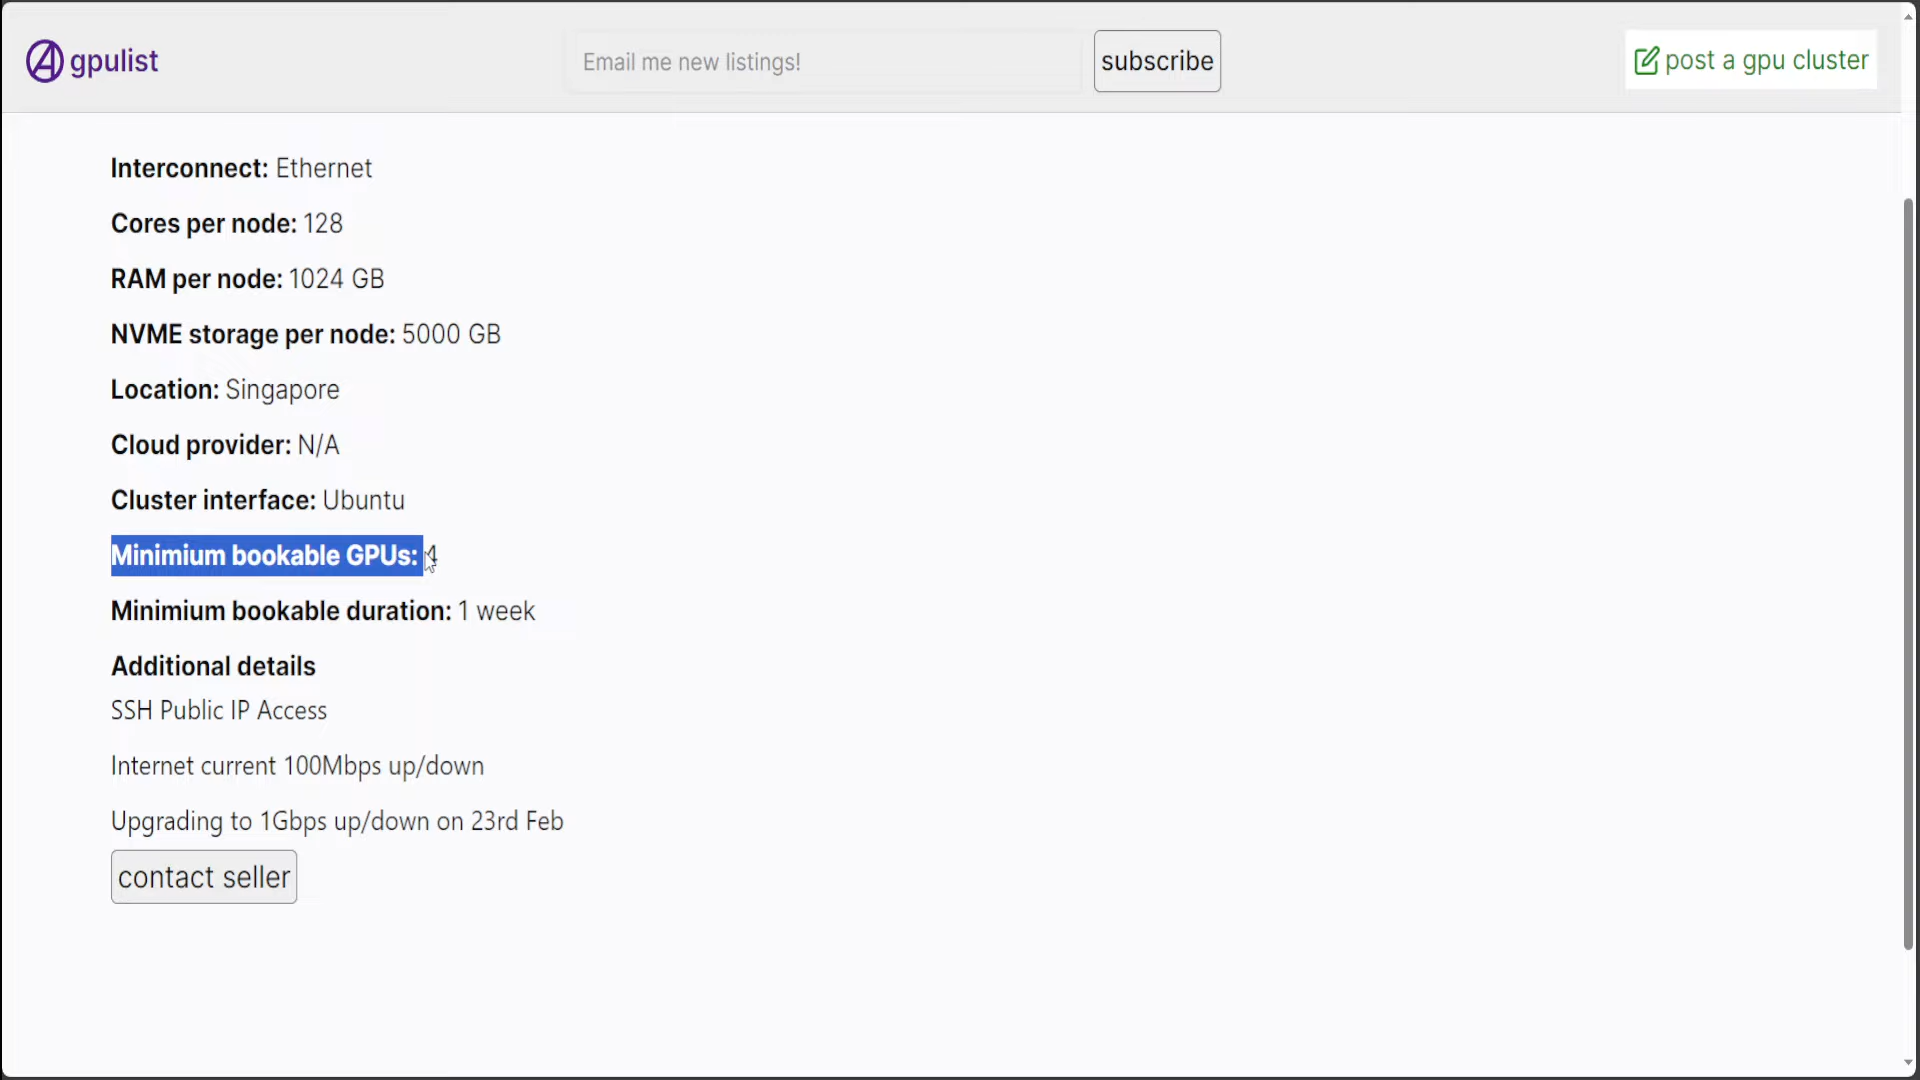 gpulist
Email me new listings!
subscribe
post a gpu cluster
Interconnect: Ethernet
Cores per node: 128
RAM per node: 1024 GB
NVME storage per node: 5000 GB
Location: Singapore
Cloud provider: N/A
Cluster interface: Ubuntu
Minimium bookable GPUs: 4
Minimium bookable duration: 1 week
Additional details
SSH Public IP Access
Internet current 100Mbps up/down
Upgrading to 1Gbps up/down on 23rd Feb
contact seller